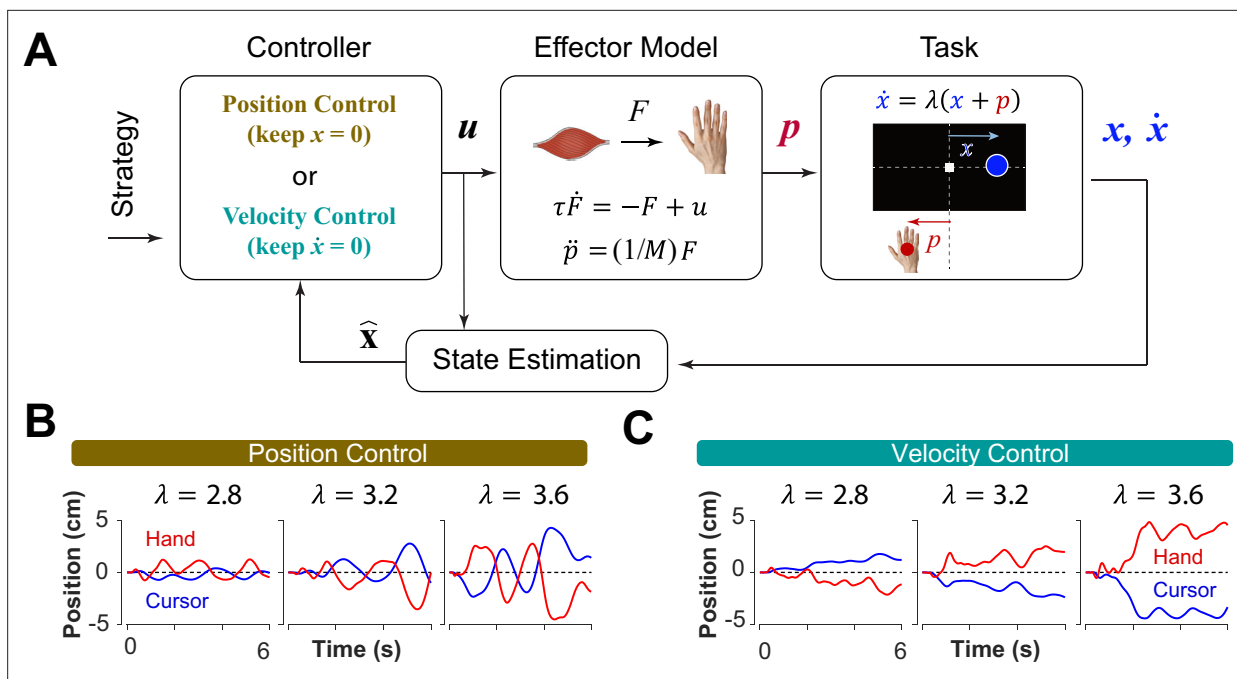 A
Controller
Effector Model
Task
Strategy
Position Control
(keep x = 0)
or
Velocity Control
(keep ẋ = 0)
u
F
τḞ = −F + u
p̈ = (1/M) F
p
ẋ = λ(x + p)
x
p
x, ẋ
x̂
State Estimation
B
Position Control
λ = 2.8
λ = 3.2
λ = 3.6
Position (cm)
5
0
-5
Hand
Cursor
0
6
Time (s)
C
Velocity Control
λ = 2.8
λ = 3.2
λ = 3.6
Position (cm)
5
0
-5
Hand
Cursor
0
6
Time (s)